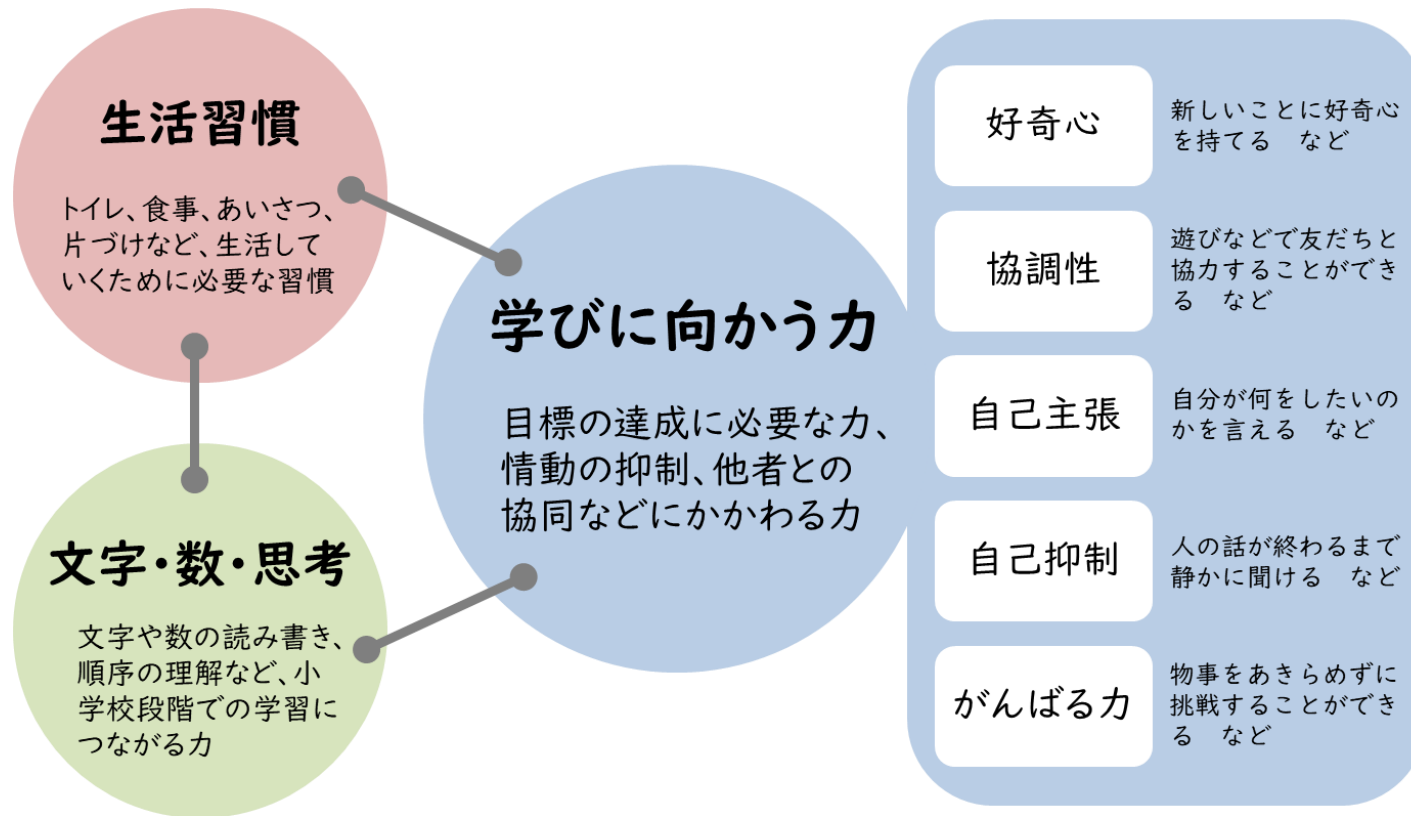 生活習慣
トイレ、食事、あいさつ、
片づけなど、生活して
いくために必要な習慣
文字・数・思考
文字や数の読み書き、
順序の理解など、小
学校段階での学習に
つながる力
学びに向かう力
目標の達成に必要な力、
情動の抑制、他者との
協同などにかかわる力
好奇心
新しいことに好奇心
を持てる　など
協調性
遊びなどで友だちと
協力することができ
る　など
自己主張
自分が何をしたいの
かを言える　など
自己抑制
人の話が終わるまで
静かに聞ける　など
がんばる力
物事をあきらめずに
挑戦することができ
る　など